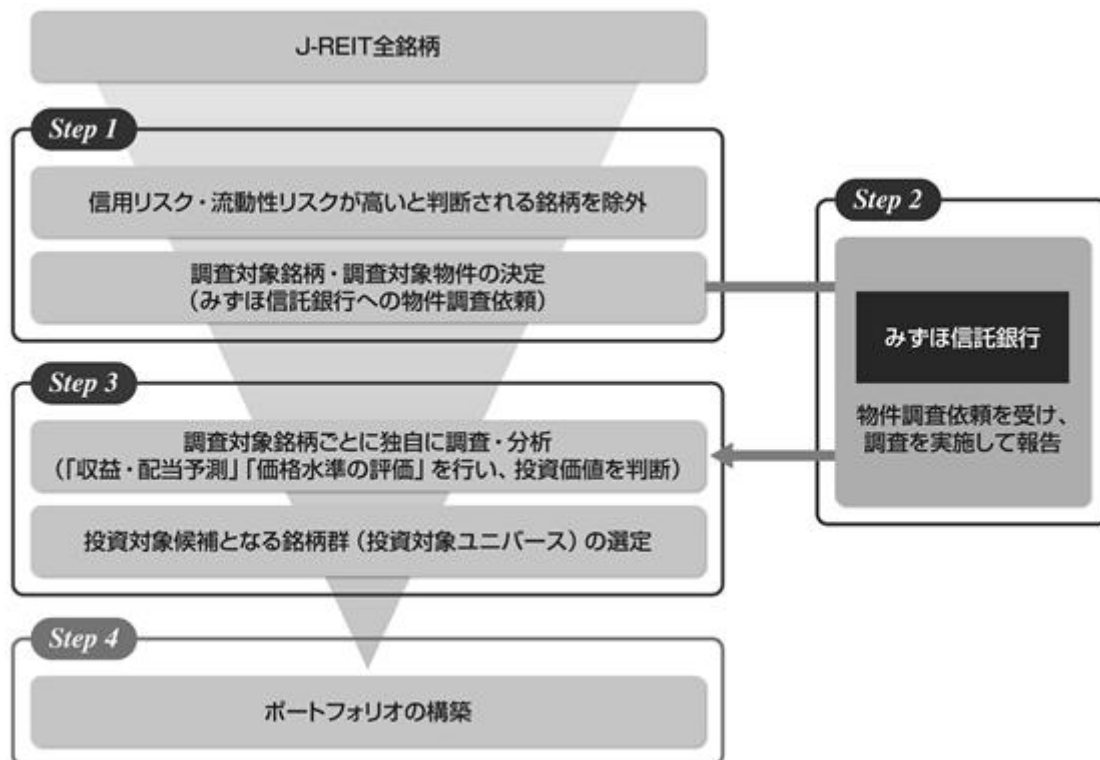 J-REIT全銘柄
Step 1
信用リスク・流動性リスクが高いと判断される銘柄を除外
調査対象銘柄・調査対象物件の決定
（みずほ信託銀行への物件調査依頼）
Step 2
みずほ信託銀行
物件調査依頼を受け、
調査を実施して報告
Step 3
調査対象銘柄ごとに独自に調査・分析
（「収益・配当予測」「価格水準の評価」を行い、投資価値を判断）
投資対象候補となる銘柄群（投資対象ユニバース）の選定
Step 4
ポートフォリオの構築